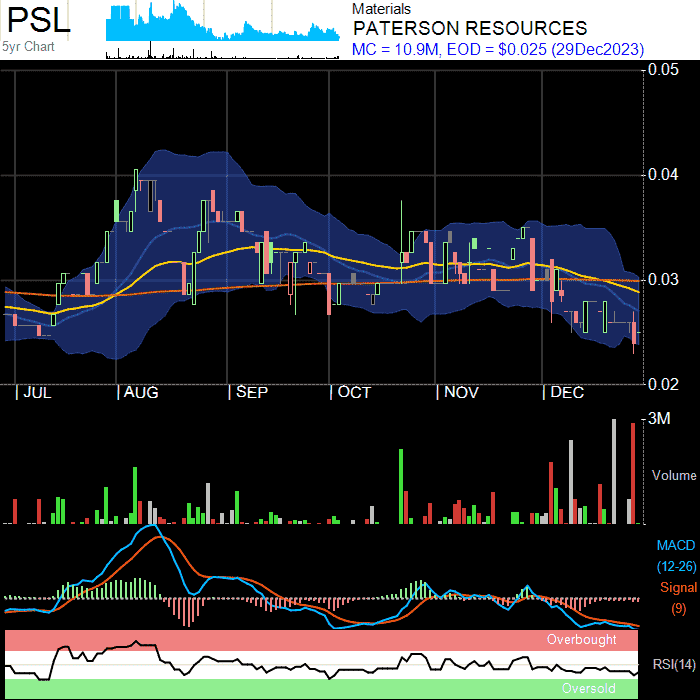 PSL
5yr Chart
Materials
PATERSON RESOURCES
MC = 10.9M, EOD = $0.025 (29Dec2023)
0.05
0.04
0.03
0.02
JUL AUG SEP OCT NOV DEC
3M
Volume
MACD
(12-26)
Signal
(9)
Overbought
RSI(14)
Oversold